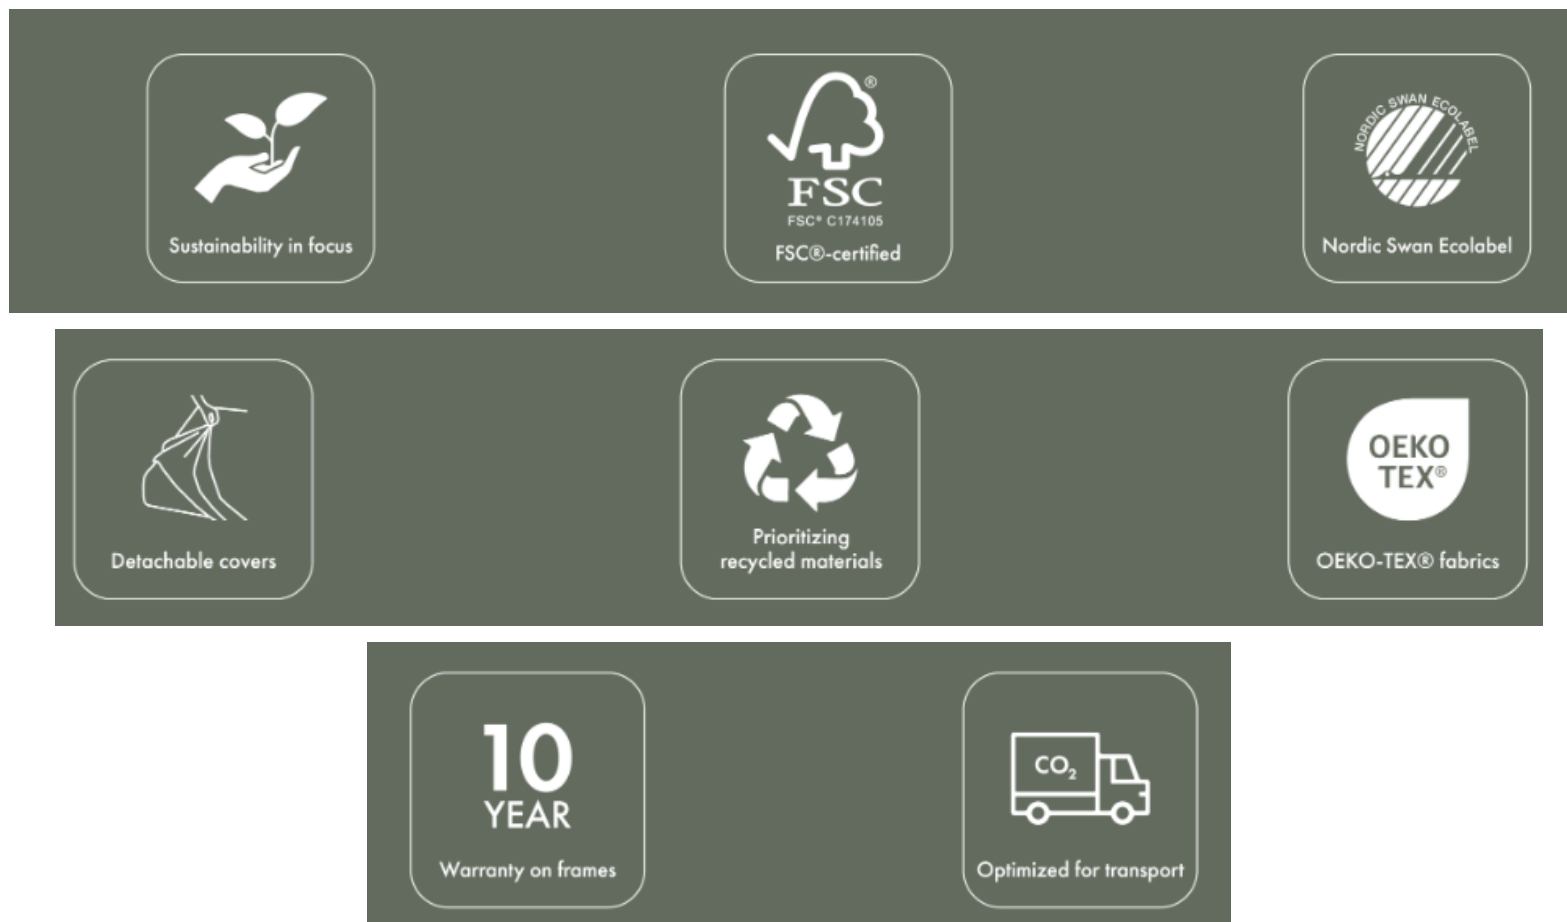 Sustainability in focus
®
FSC
FSC® C174105
FSC®-certified
NORDIC SWAN ECOLABEL
Nordic Swan Ecolabel
Detachable covers
Prioritizing
recycled materials
OEKO
TEX®
OEKO-TEX® fabrics
10
YEAR
Warranty on frames
CO₂
Optimized for transport